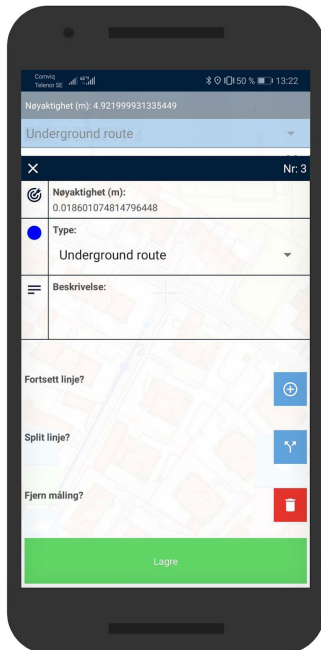 Comviq
Telenor SE 13:22
50 %
Nøyaktighet (m): 4.921999931335449
Underground route
Nr: 3
Nøyaktighet (m):
0.018601074814796448
Type:
Underground route
Beskrivelse:
Fortsett linje?
Split linje?
Fjern måling?
Lagre